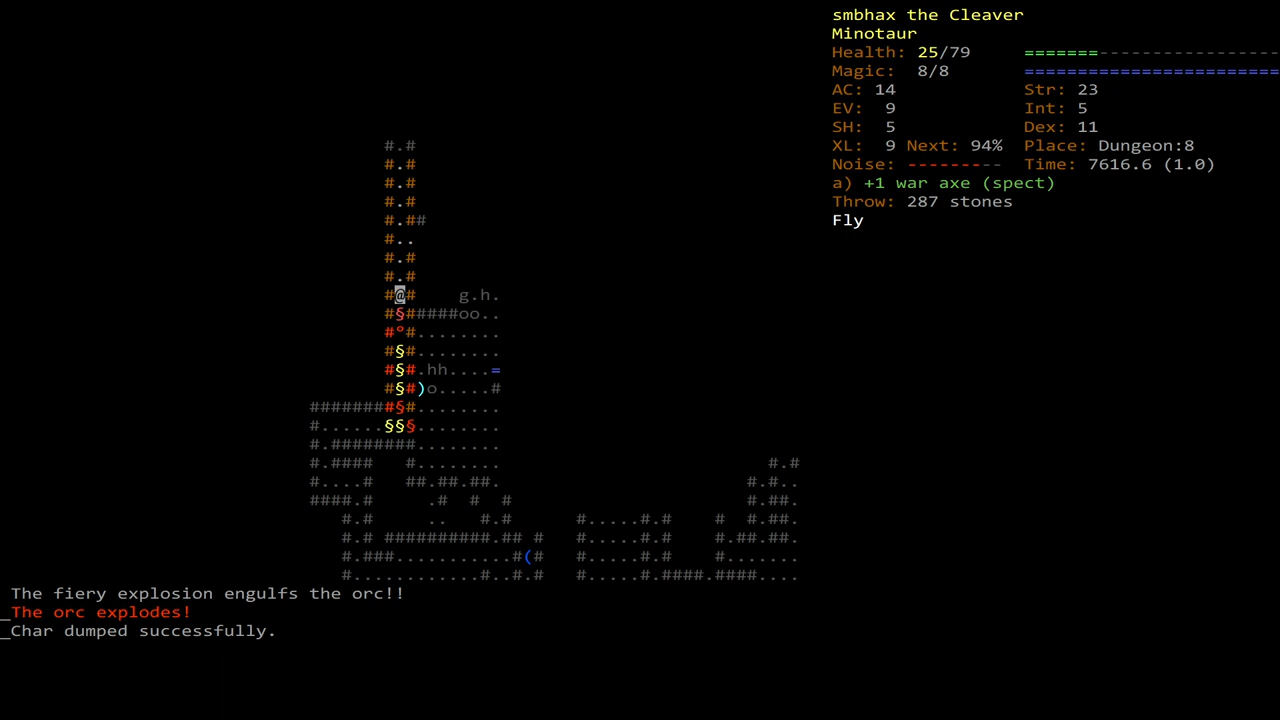 smbhax the Cleaver
Minotaur
Health: 25/79 =======-----------------
Magic: 8/8 ========================
AC: 14 Str: 23
EV: 9 Int: 5
SH: 5 Dex: 11
XL: 9 Next: 94% Place: Dungeon:8
Noise: --------- Time: 7616.6 (1.0)
a) +1 war axe (spect)
Throw: 287 stones
Fly
#.#
#.#
#.#
#.#
#.##
#..
#.#
#.#
#@# g.h.
#§#####oo..
#°#........
#§#........
#§#.hh....=
#§#)o.....#
########§#........
#......§§§........
#.########........
#.#### #........ #.#
#....# ##.##.##. #.#..
####.# .# # # #.##.
#.# .. #.# #.....#.# # #.##.
#.# ##########.## # #.....#.# #.##.##.
#.###...........#(# #.....#.# #.......
#............#..#.# #.....#.####.####....
The fiery explosion engulfs the orc!!
_The orc explodes!
_Char dumped successfully.